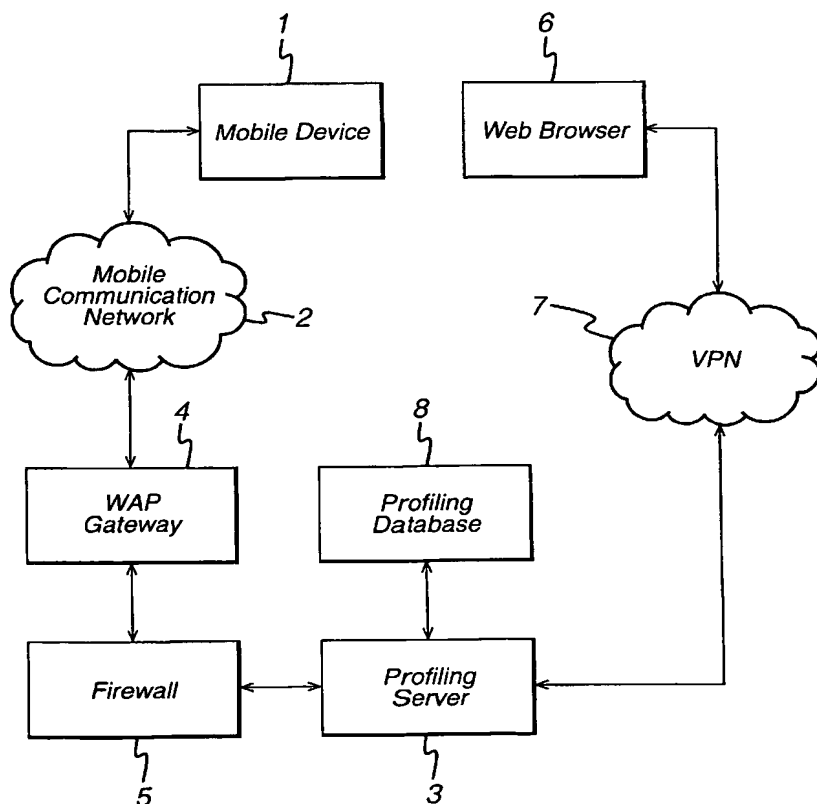 1
6
Mobile Device
Web Browser
Mobile
Communication
Network
2
7
VPN
4
8
WAP
Gateway
Profiling
Database
Firewall
Profiling
Server
5
3